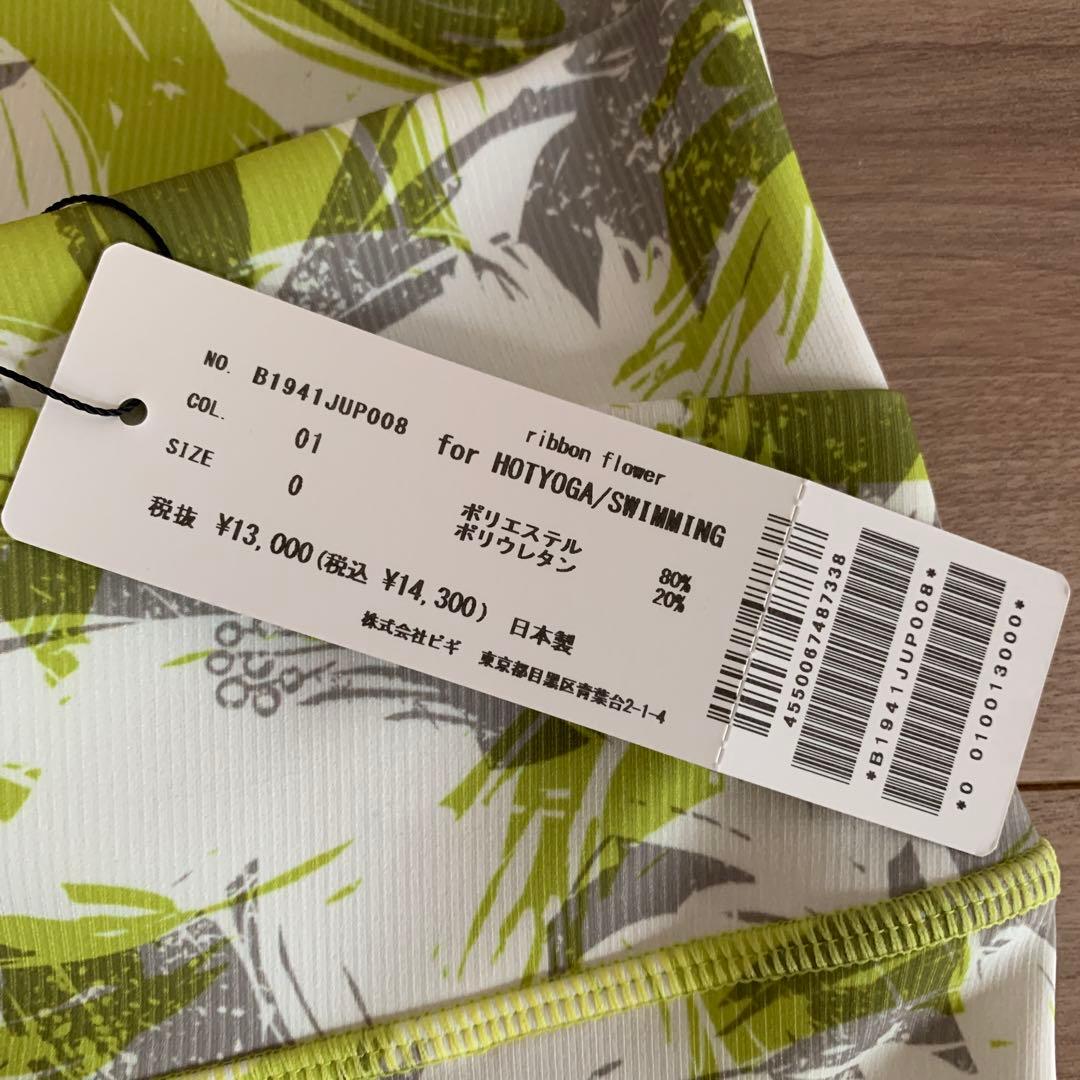 NO. B1941JUP008
COL. 01
SIZE 0
税抜 ¥13,000(税込 ¥14,300)
ribbon flower
for HOTYOGA/SWIMMING
ポリエステル 80%
ポリウレタン 20%
日本製
株式会社ビギ 東京都目黒区青葉台2-1-4
4550067487338
*B1941JUP008*
*0 010013000*